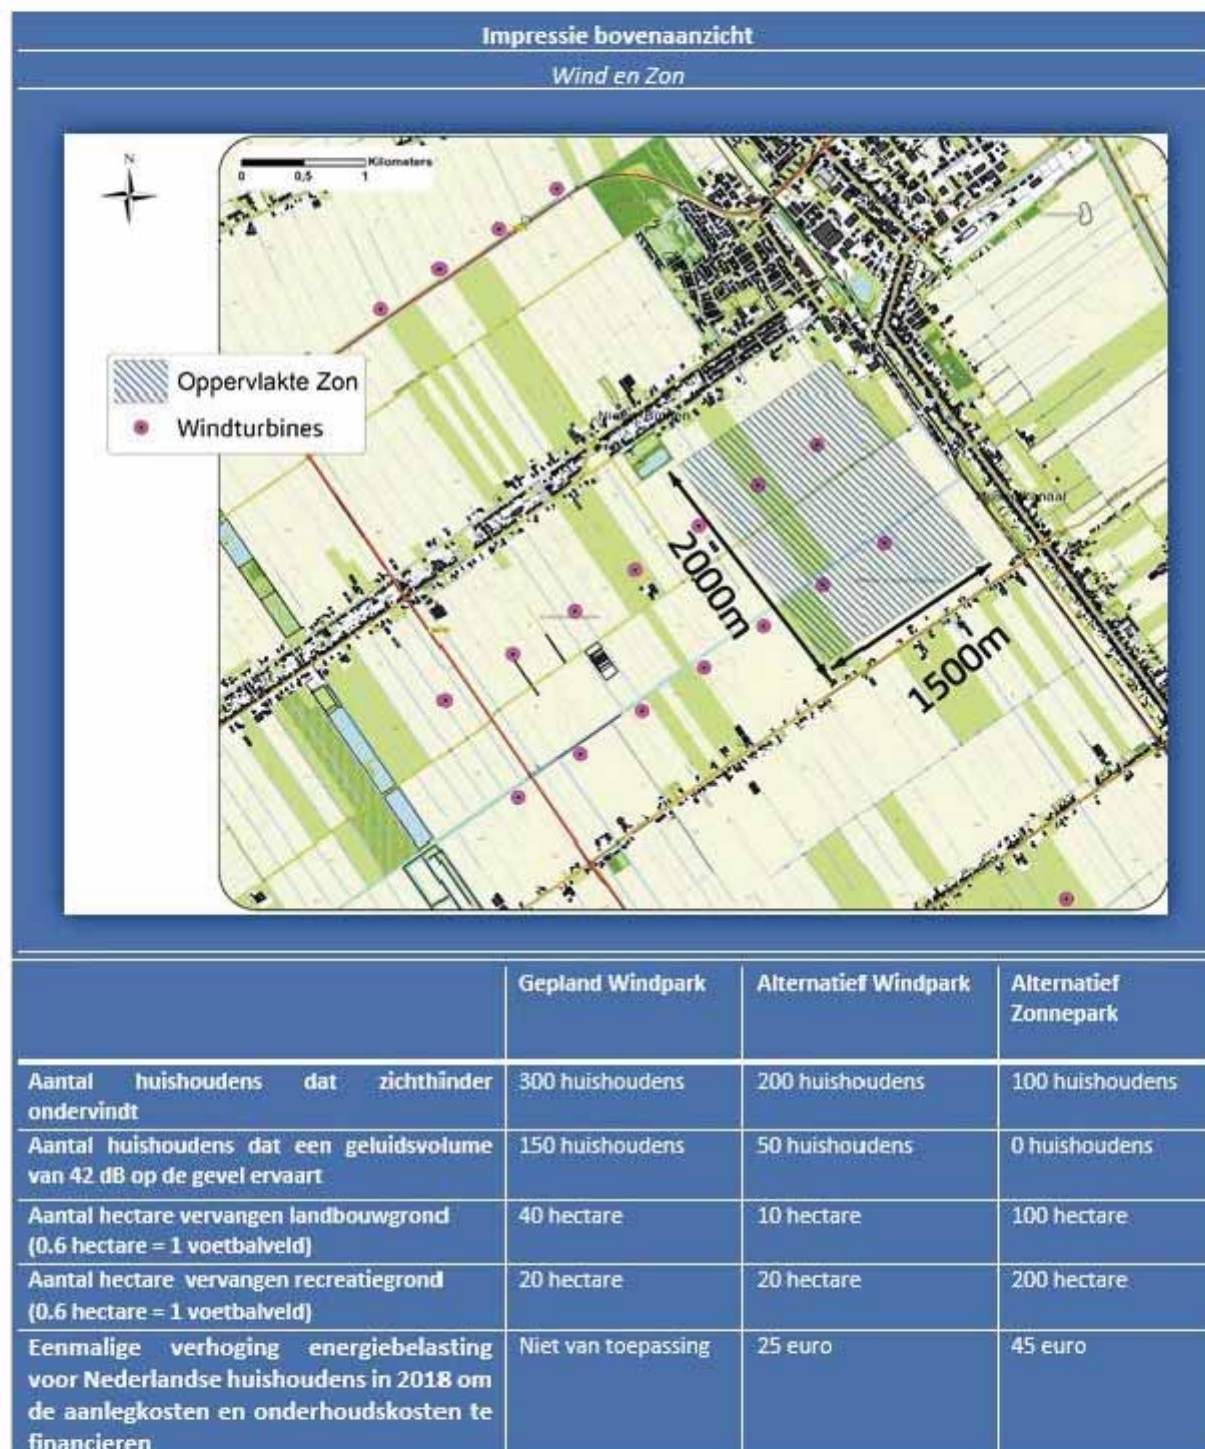 Impressie bovenaanzicht
Wind en Zon
N
Kilometers
0 0,5 1
Oppervlakte Zon
Windturbines
2000m
1500m
Gepland Windpark Alternatief Windpark Alternatief
Zonnepark
Aantal huishoudens dat zichthinder 300 huishoudens 200 huishoudens 100 huishoudens
ondervindt
Aantal huishoudens dat een geluidsvolume 150 huishoudens 50 huishoudens 0 huishoudens
van 42 dB op de gevel ervaart
Aantal hectare vervangen landbouwgrond 40 hectare 10 hectare 100 hectare
(0.6 hectare = 1 voetbalveld)
Aantal hectare vervangen recreatiegrond 20 hectare 20 hectare 200 hectare
(0.6 hectare = 1 voetbalveld)
Eenmalige verhoging energiebelasting Niet van toepassing 25 euro 45 euro
voor Nederlandse huishoudens in 2018 om
de aanlegkosten en onderhoudskosten te
financieren